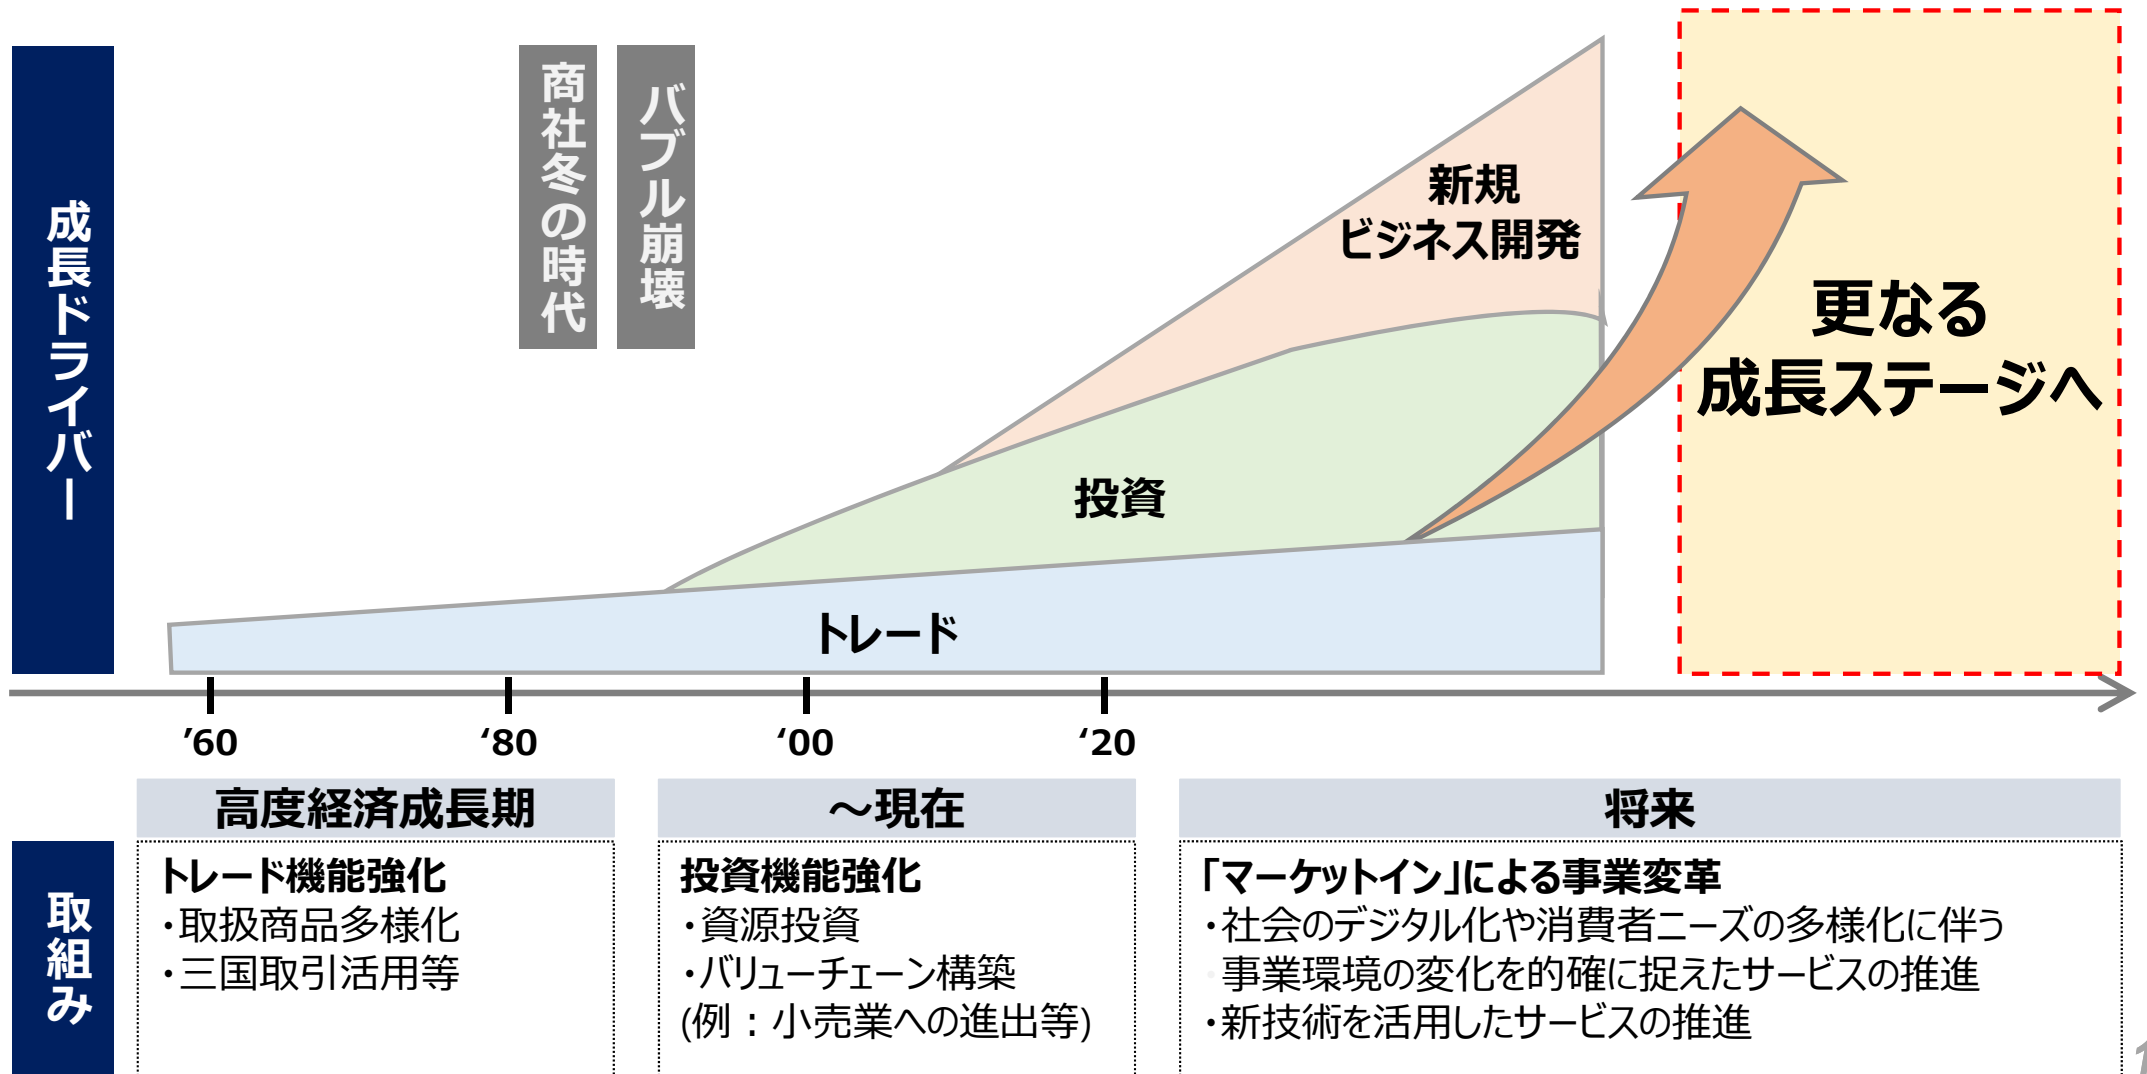 成長ドライバー
商社冬の時代
バブル崩壊
新規
ビジネス開発
投資
トレード
更なる
成長ステージへ
’60
‘80
‘00
‘20
高度経済成長期
～現在
将来
取組み
トレード機能強化
・取扱商品多様化
・三国取引活用等
投資機能強化
・資源投資
・バリューチェーン構築
(例：小売業への進出等)
「マーケットイン」による事業変革
・社会のデジタル化や消費者ニーズの多様化に伴う
・事業環境の変化を的確に捉えたサービスの推進
・新技術を活用したサービスの推進